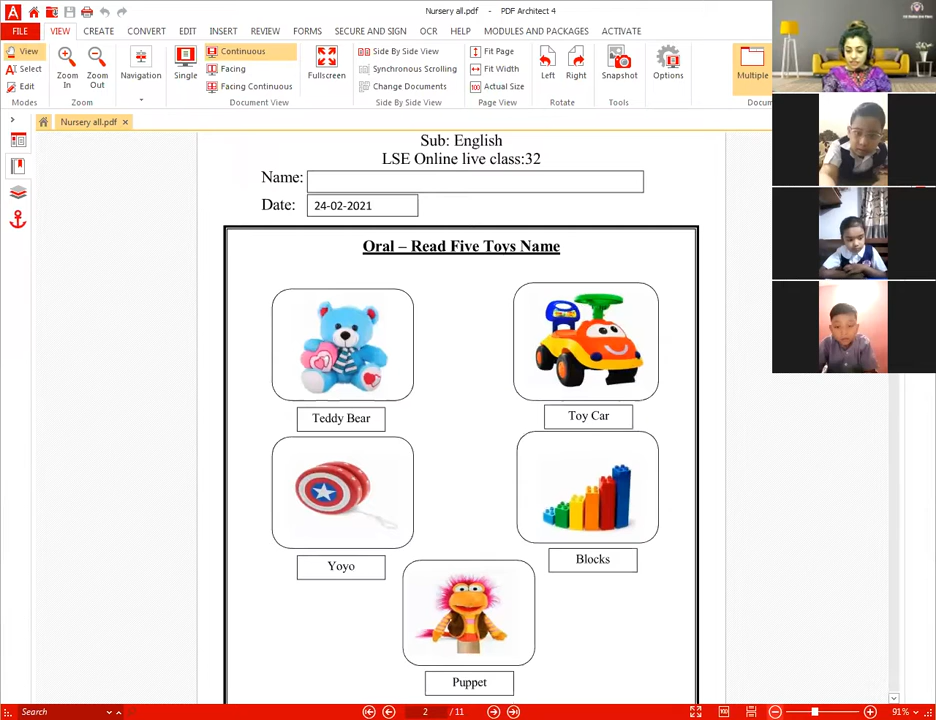 Nursery all.pdf - PDF Architect 4
FILE VIEW CREATE CONVERT EDIT INSERT REVIEW FORMS SECURE AND SIGN OCR HELP MODULES AND PACKAGES ACTIVATE
View
Select
Edit
Modes
Zoom In
Zoom Out
Zoom
Navigation
Single
Continuous
Facing
Facing Continuous
Document View
Fullscreen
Side By Side View
Synchronous Scrolling
Change Documents
Side By Side View
Fit Page
Fit Width
100 Actual Size
Page View
Left
Right
Rotate
Snapshot
Tools
Options
Multiple
Docum
Nursery all.pdf
Sub: English
LSE Online live class:32
Name:
Date: 24-02-2021
Oral – Read Five Toys Name
Teddy Bear
Toy Car
Yoyo
Blocks
Puppet
Search
2 / 11
100
91%